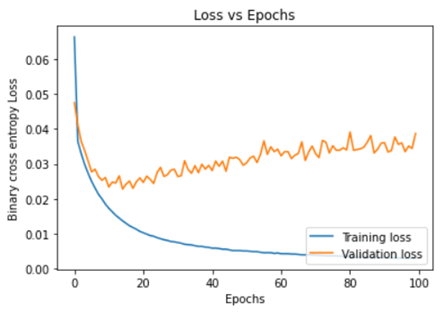 Loss vs Epochs
Binary cross entropy Loss
0.06
0.05
0.04
0.03
0.02
0.01
0.00
Training loss
Validation loss
0 20 40 60 80 100
Epochs